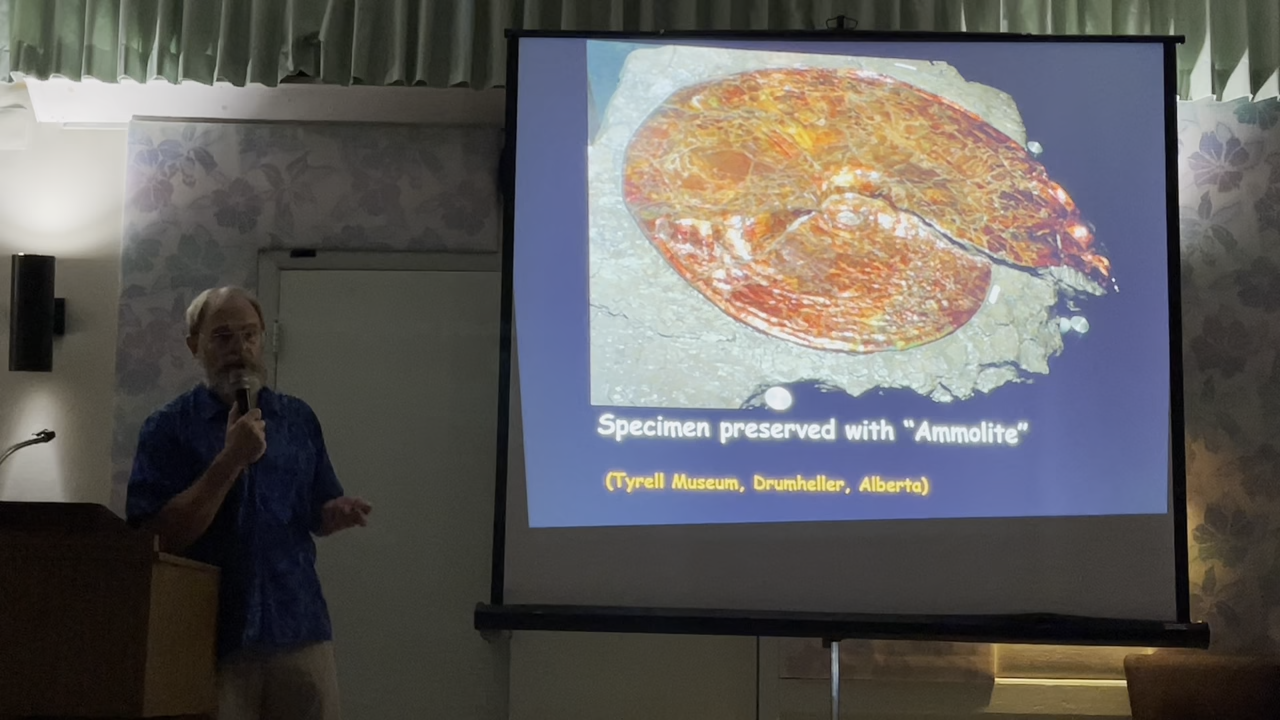 Specimen preserved with “Ammolite”
(Tyrell Museum, Drumheller, Alberta)